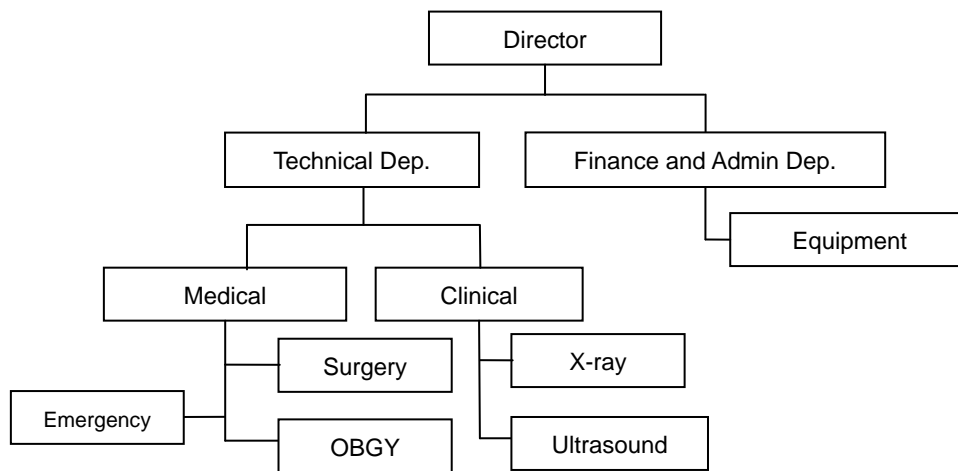 Director
Technical Dep.
Finance and Admin Dep.
Equipment
Medical
Clinical
Surgery
X-ray
Emergency
OBGY
Ultrasound